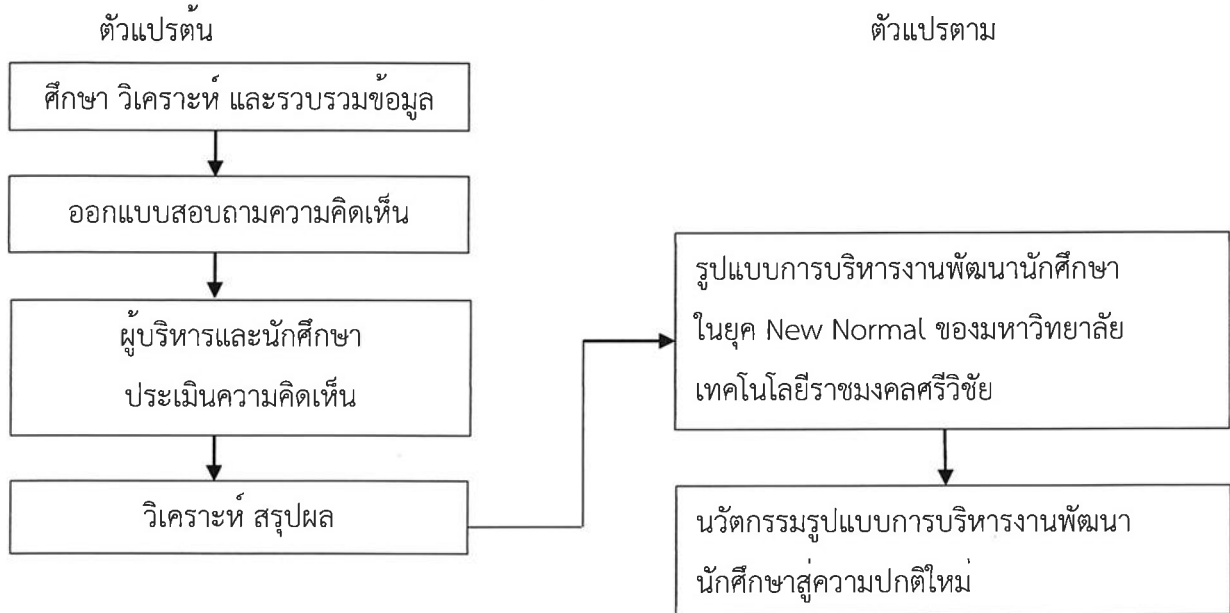 ตัวแปรต้น
ศึกษา วิเคราะห์ และรวบรวมข้อมูล
ออกแบบสอบถามความคิดเห็น
ผู้บริหารและนักศึกษา
ประเมินความคิดเห็น
วิเคราะห์ สรุปผล
ตัวแปรตาม
รูปแบบการบริหารงานพัฒนานักศึกษา
ในยุค New Normal ของมหาวิทยาลัย
เทคโนโลยีราชมงคลศรีวิชัย
นวัตกรรมรูปแบบการบริหารงานพัฒนา
นักศึกษาสู่ความปกติใหม่